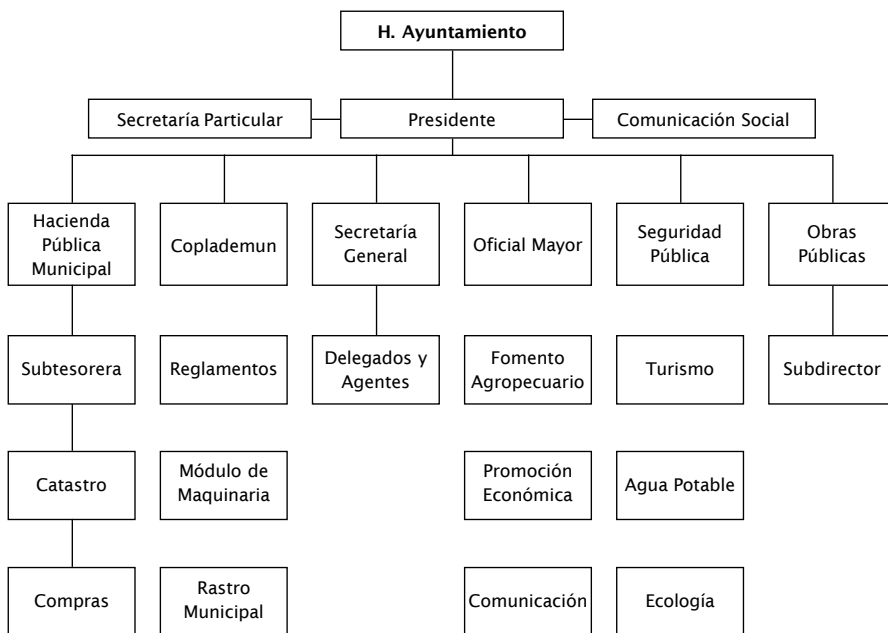 H. Ayuntamiento
Secretaría Particular
Presidente
Comunicación Social
Hacienda
Pública
Municipal
Coplademun
Secretaría
General
Oficial Mayor
Seguridad
Pública
Obras
Públicas
Subtesorera
Reglamentos
Delegados y
Agentes
Fomento
Agropecuario
Turismo
Subdirector
Catastro
Módulo de
Maquinaria
Promoción
Económica
Agua Potable
Compras
Rastro
Municipal
Comunicación
Ecología